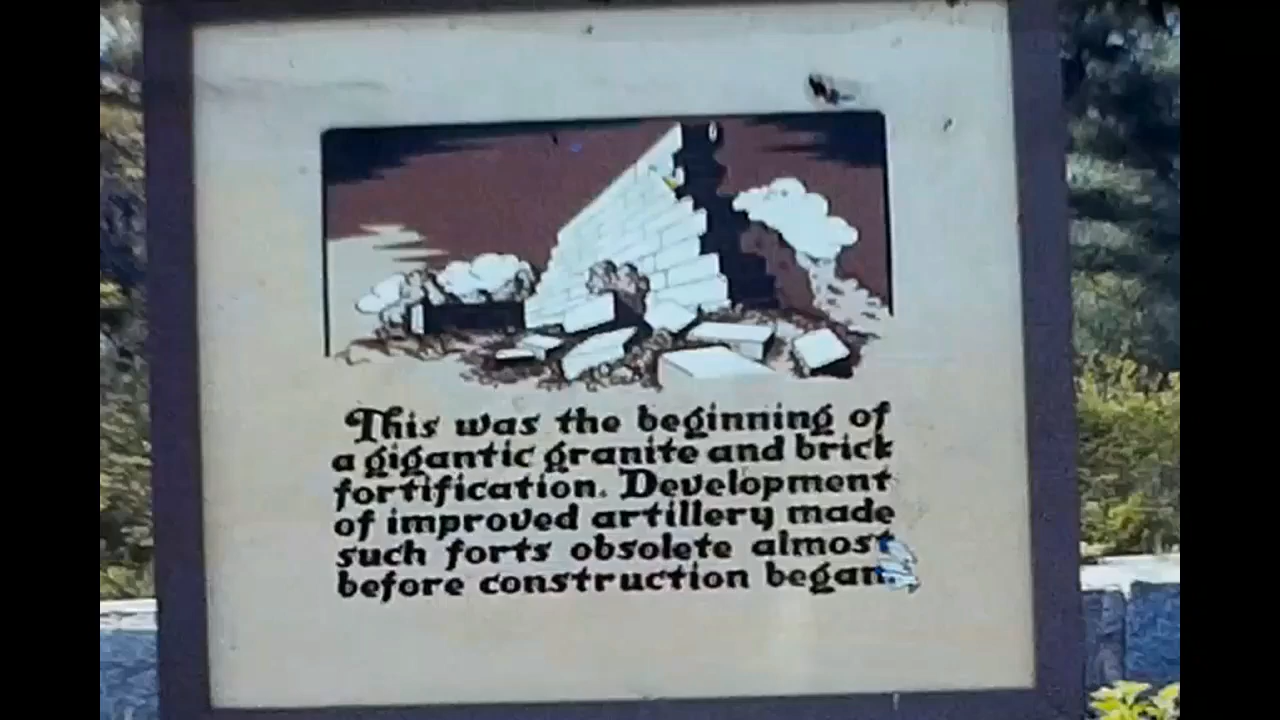 This was the beginning of
a gigantic granite and brick
fortification. Development
of improved artillery made
such forts obsolete almost
before construction began.